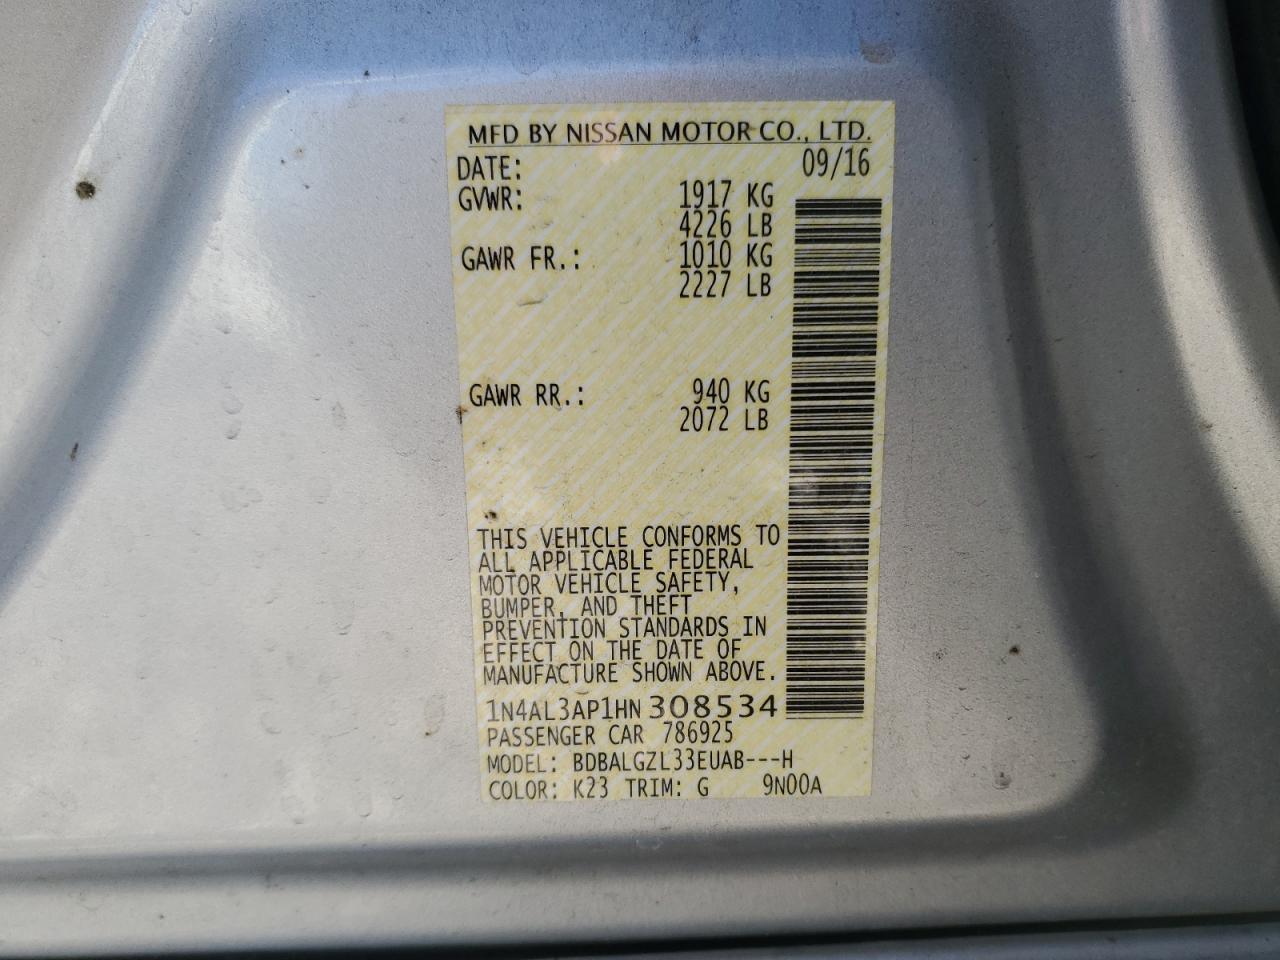 MFD BY NISSAN MOTOR CO., LTD.
DATE: 09/16
GVWR: 1917 KG
4226 LB
GAWR FR.: 1010 KG
2227 LB
GAWR RR.: 940 KG
2072 LB
THIS VEHICLE CONFORMS TO
ALL APPLICABLE FEDERAL
MOTOR VEHICLE SAFETY,
BUMPER, AND THEFT
PREVENTION STANDARDS IN
EFFECT ON THE DATE OF
MANUFACTURE SHOWN ABOVE.
1N4AL3AP1HN308534
PASSENGER CAR 786925
MODEL: BDBALGZL33EUAB---H
COLOR: K23 TRIM: G 9N00A